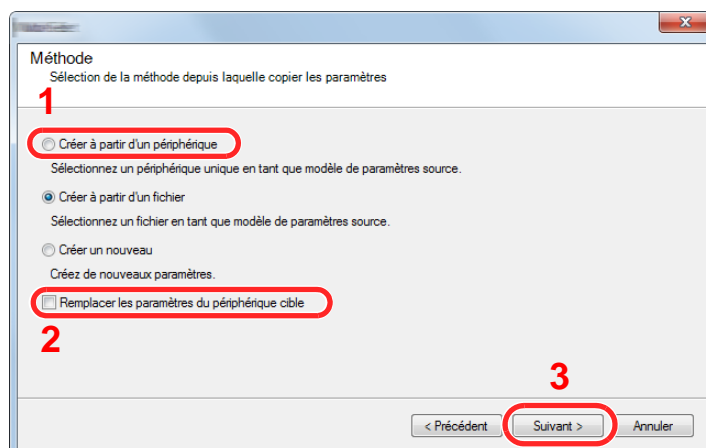 Méthode
Sélection de la méthode depuis laquelle copier les paramètres
1
Créer à partir d'un périphérique
Sélectionnez un périphérique unique en tant que modèle de paramètres source.
Créer à partir d'un fichier
Sélectionnez un fichier en tant que modèle de paramètres source.
Créer un nouveau
Créez de nouveaux paramètres.
Remplacer les paramètres du périphérique cible
2
3
< Précédent Suivant > Annuler